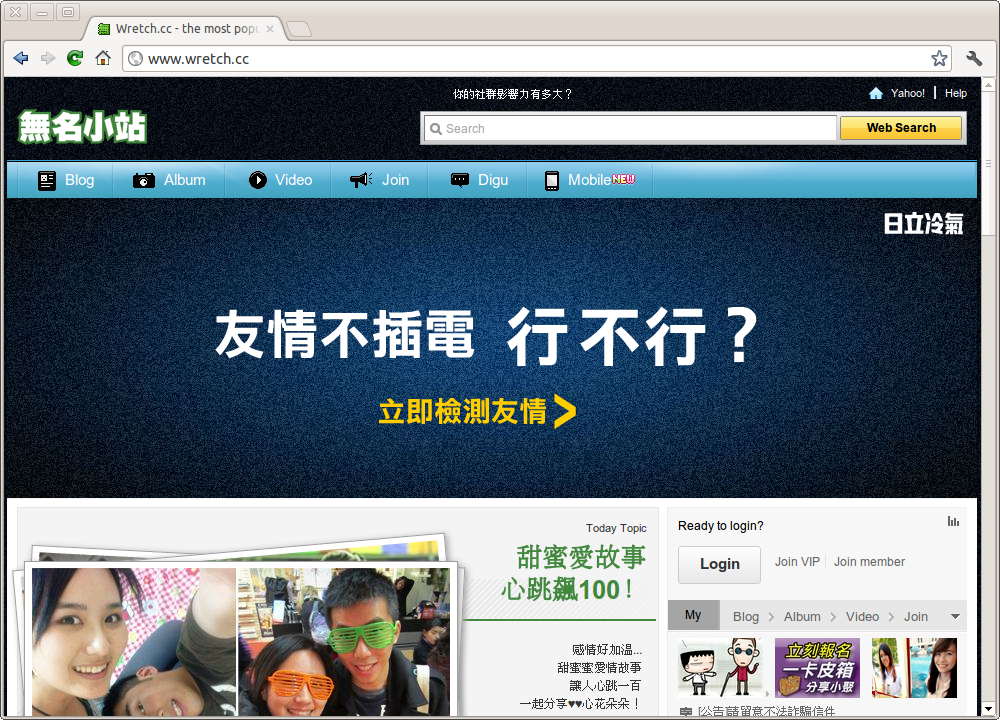 Wretch.cc - the most popu
www.wretch.cc
你的社群影響力有多大？
Yahoo!
Help
無名小站
Search
Web Search
Blog
Album
Video
Join
Digu
Mobile NEW
日立冷氣
友情不插電 行不行？
立即檢測友情
Today Topic
甜蜜愛故事
心跳飆100！
感情好加溫...
甜蜜蜜愛情故事
讓人心跳一百
一起分享♥♥心花朵朵！
Ready to login?
Login
Join VIP
Join member
My
Blog
Album
Video
Join
立刻報名
一卡皮箱
分享小聚
[公告]請留意不法詐騙信件